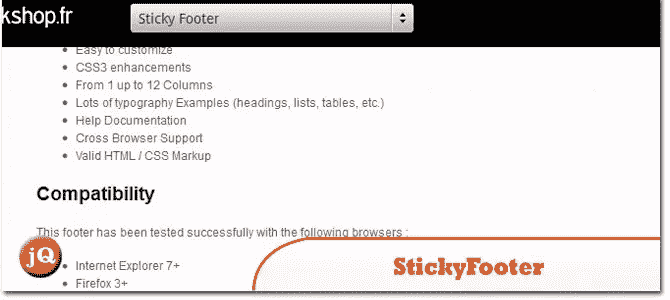 kshop.fr
Sticky Footer
Easy to customize
CSS3 enhancements
From 1 up to 12 Columns
Lots of typography Examples (headings, lists, tables, etc.)
Help Documentation
Cross Browser Support
Valid HTML / CSS Markup
Compatibility
This footer has been tested successfully with the following browsers :
jQ
Internet Explorer 7+
Firefox 3+
StickyFooter